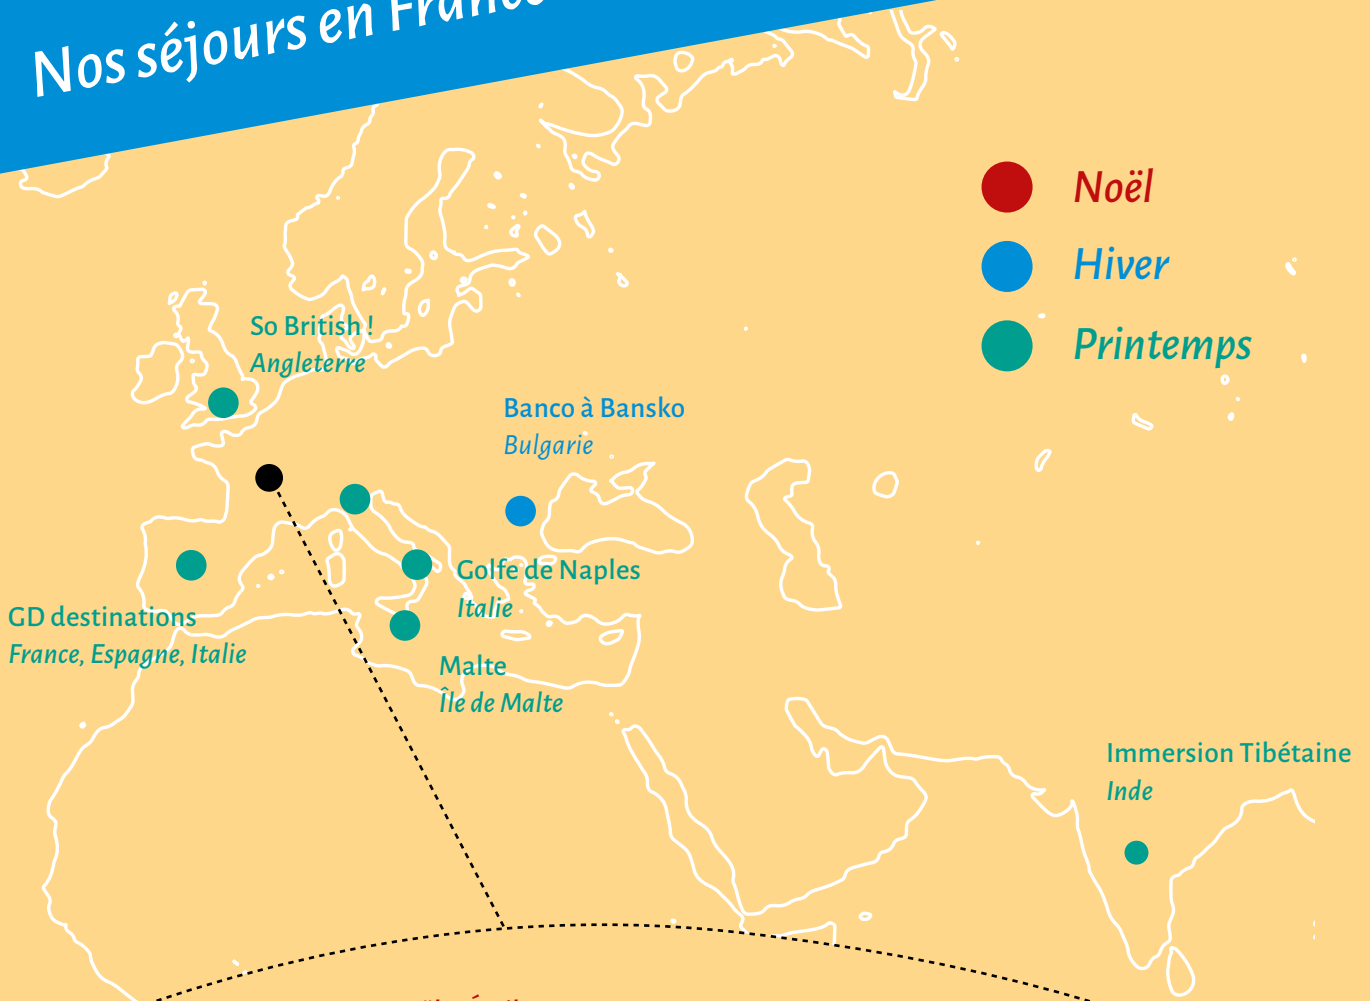 Nos séjours en France
Noël
Hiver
Printemps
So British !
Angleterre
Banco à Bansko
Bulgarie
Golfe de Naples
Italie
GD destinations
France, Espagne, Italie
Malte
Île de Malte
Immersion Tibétaine
Inde